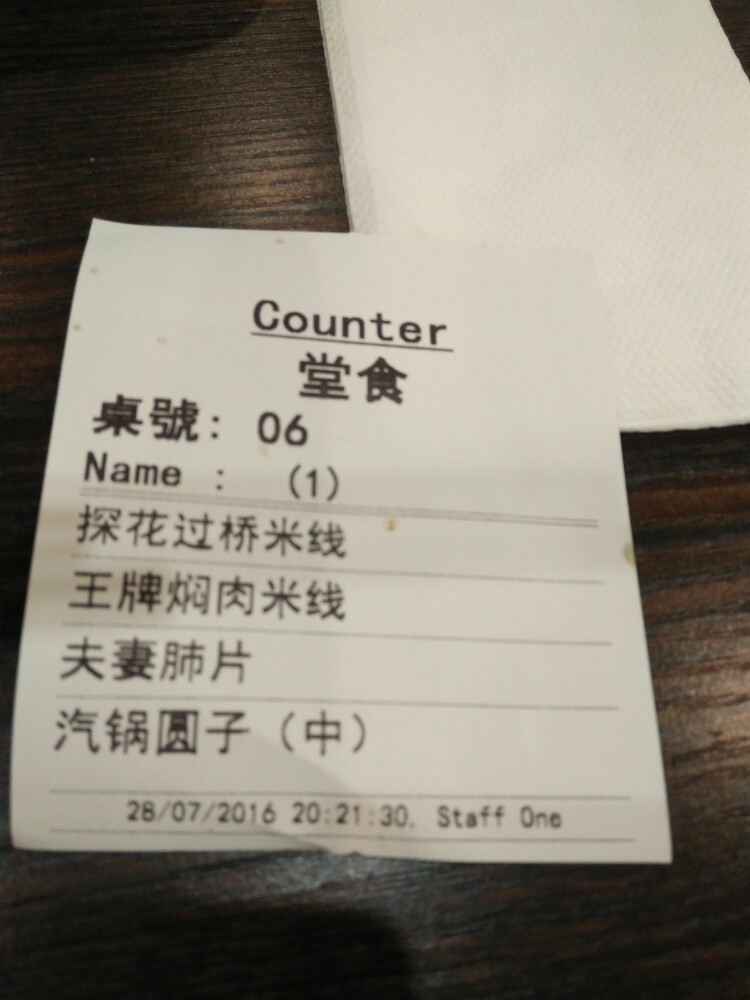 Counter
堂食
桌號: 06
Name : (1)
探花过桥米线
王牌焖肉米线
夫妻肺片
汽锅圆子（中）
28/07/2016 20:21:30, Staff One